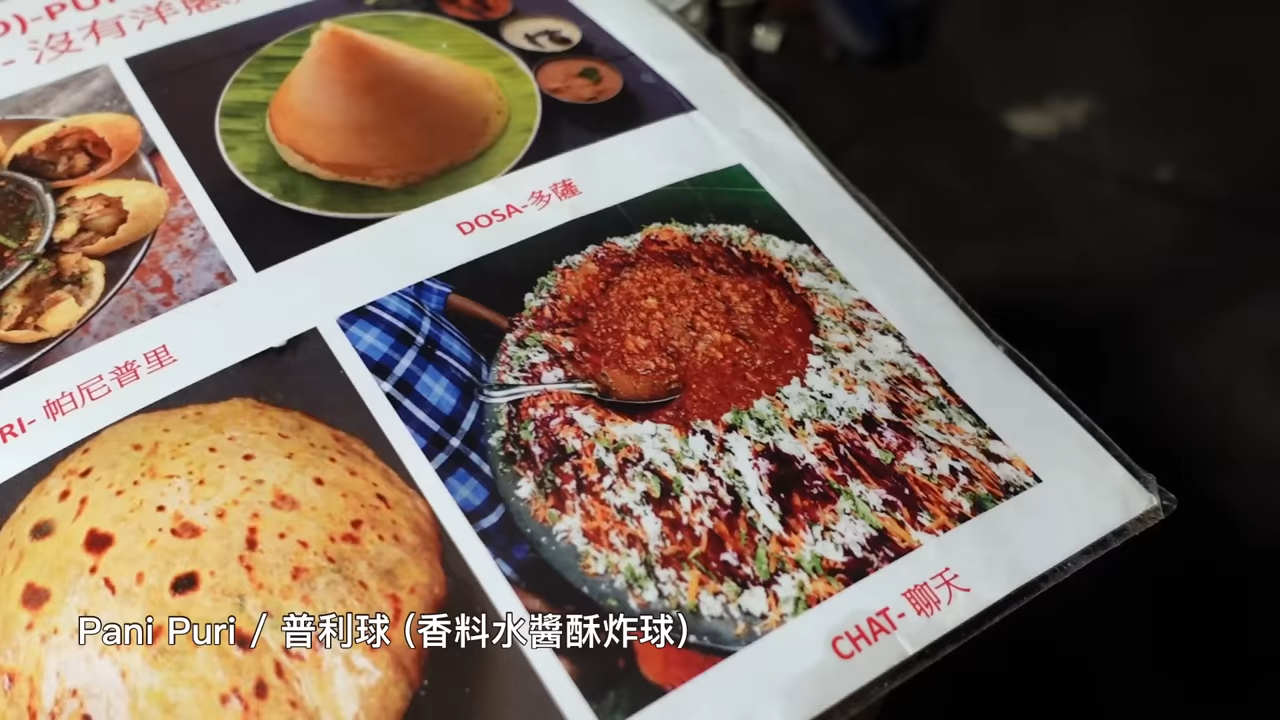 - 沒有洋蔥
DOSA-多薩
RI- 帕尼普里
CHAT- 聊天
Pani Puri / 普利球 (香料水醬酥炸球)